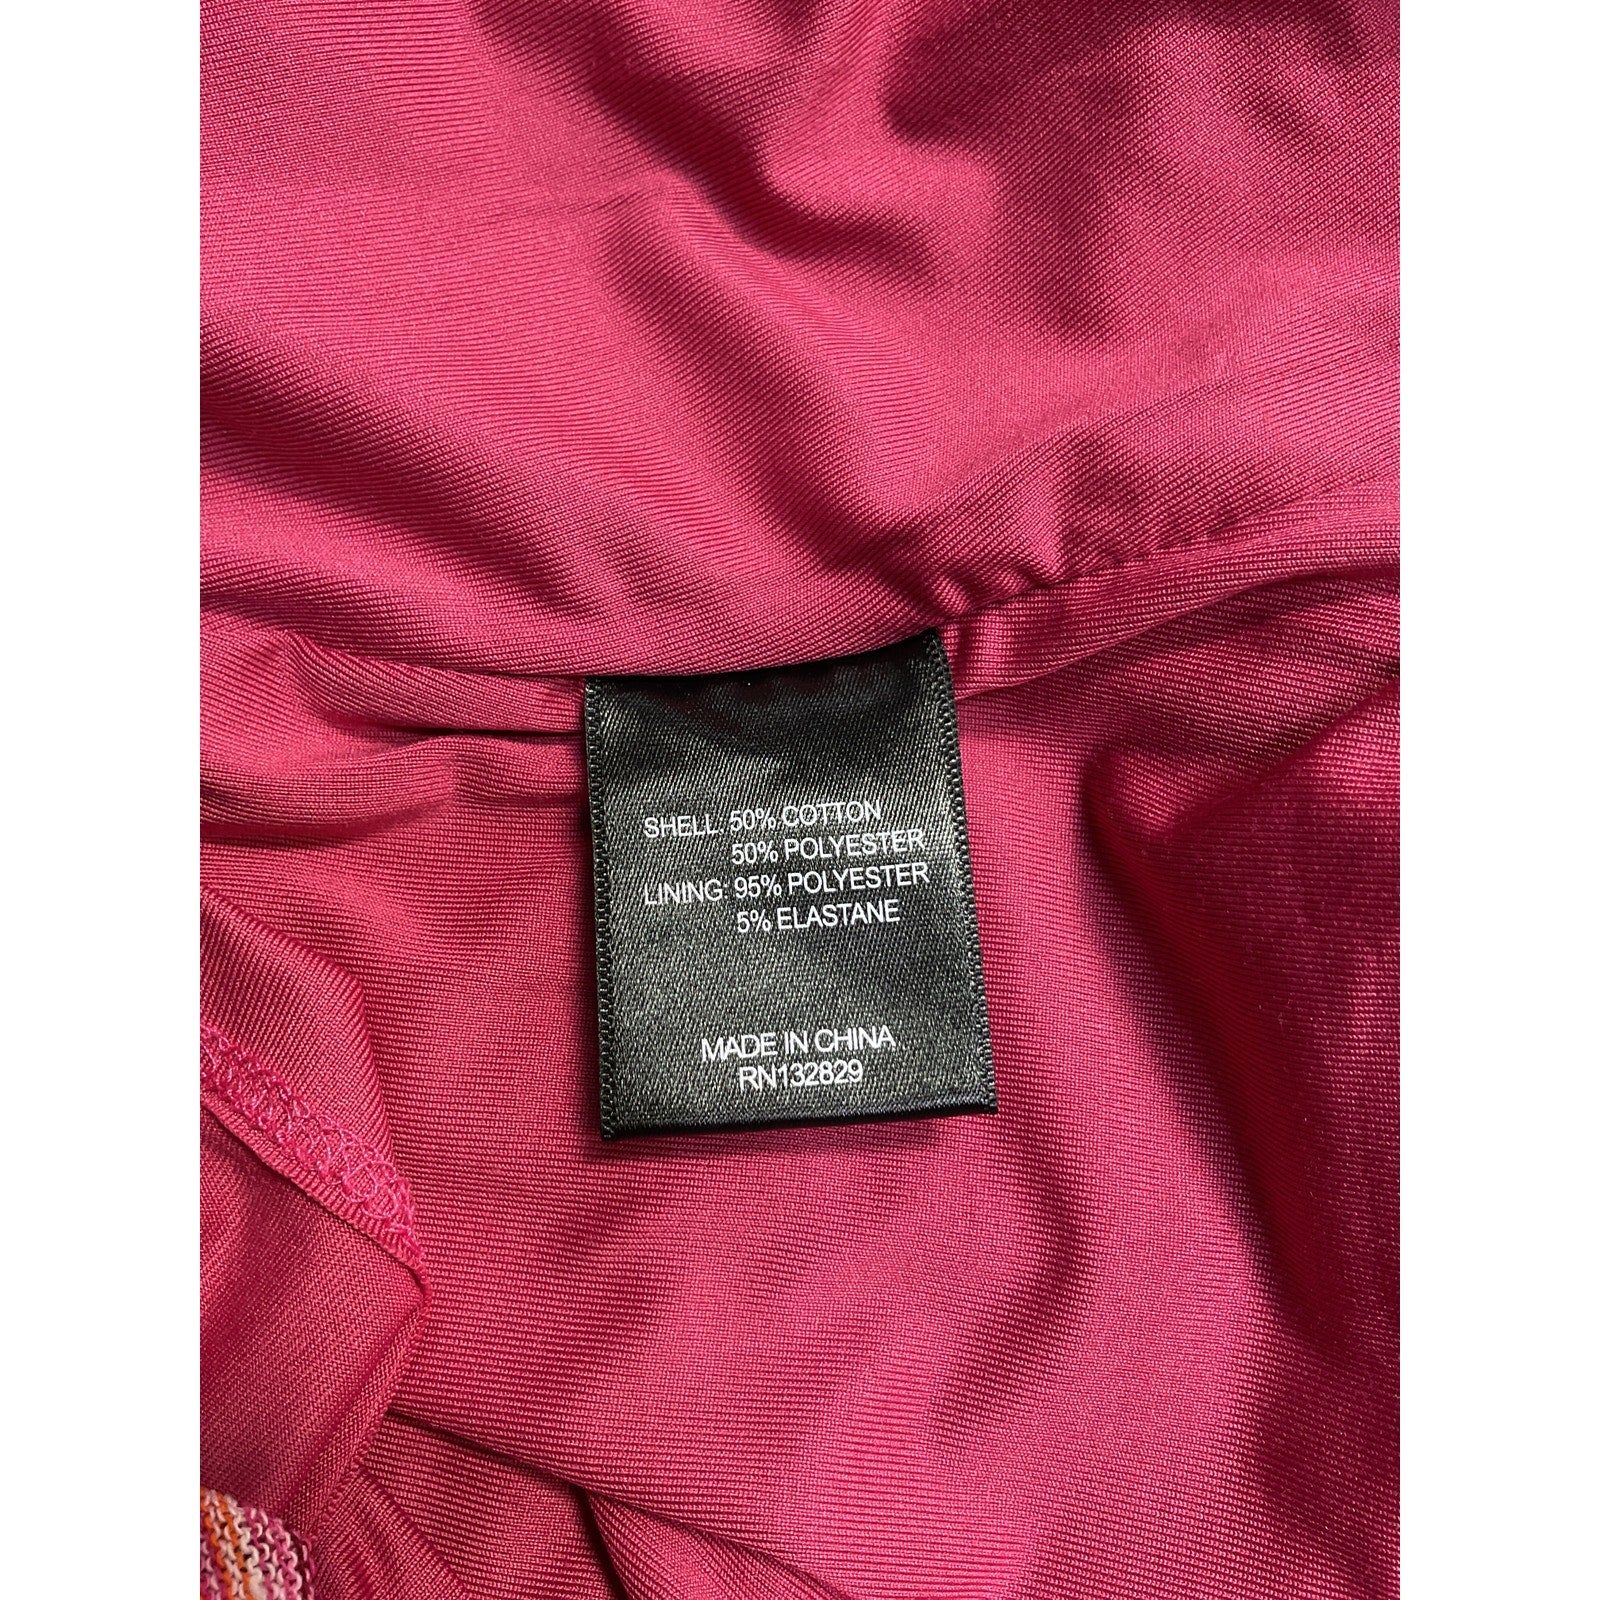 SHELL: 50% COTTON
50% POLYESTER
LINING: 95% POLYESTER
5% ELASTANE
MADE IN CHINA
RN132829